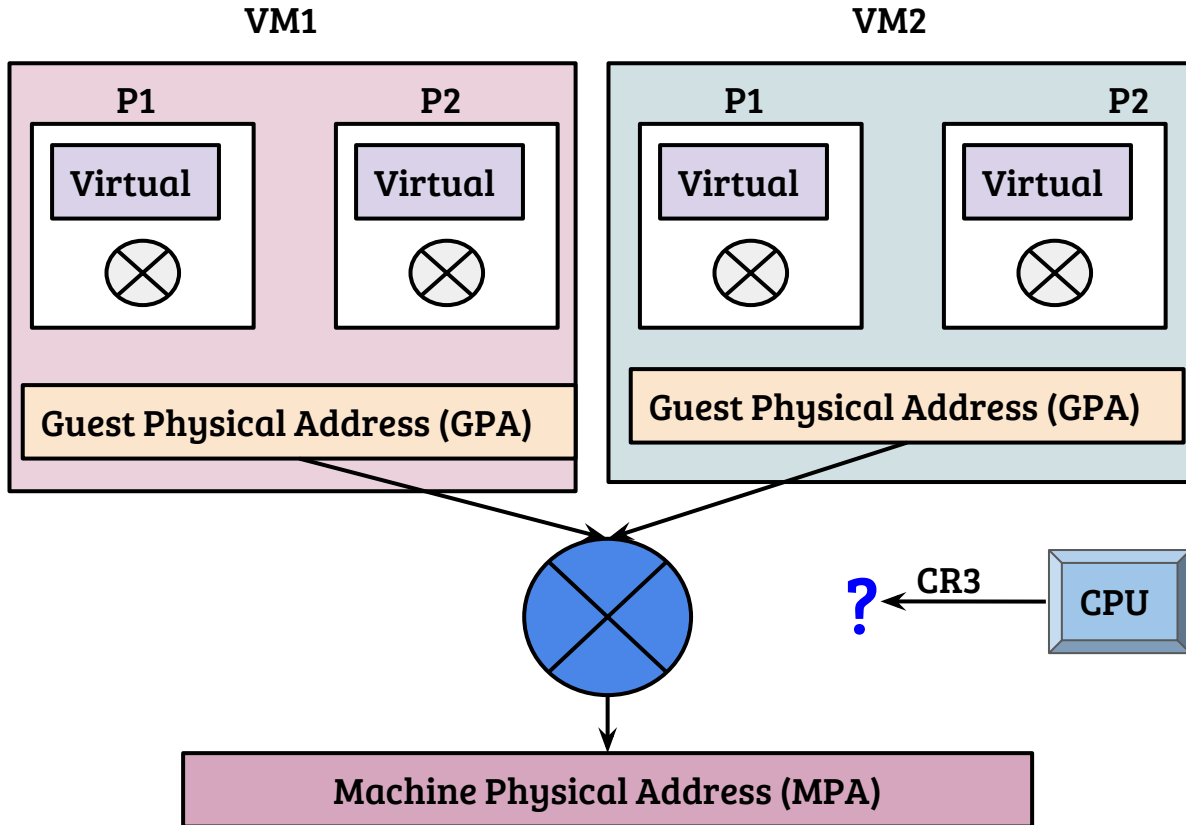 VM1
VM2
P1
P2
P1
P2
Virtual
Virtual
Virtual
Virtual
Guest Physical Address (GPA)
Guest Physical Address (GPA)
?
CR3
CPU
Machine Physical Address (MPA)